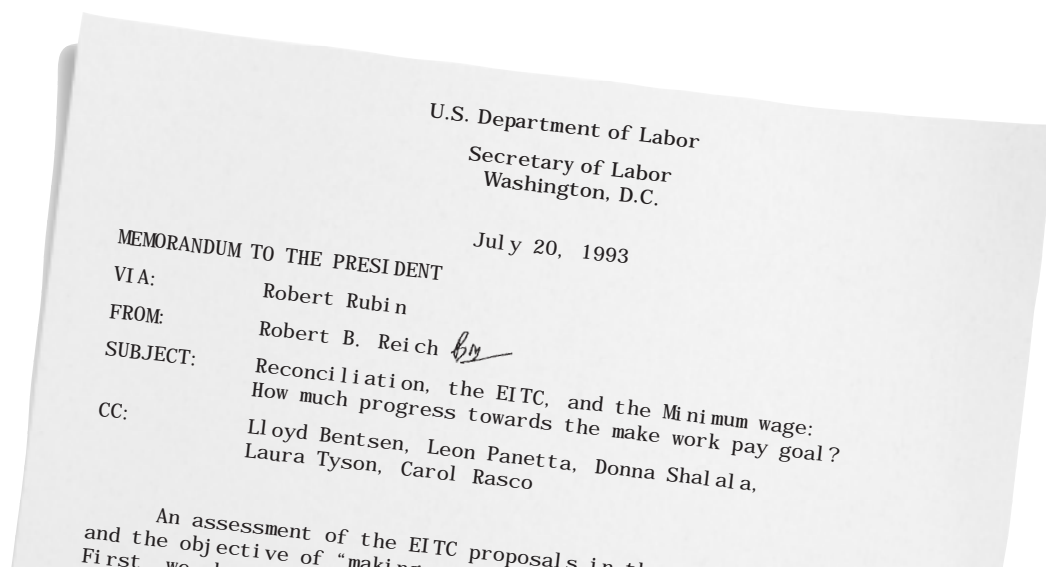 U.S. Department of Labor
Secretary of Labor
Washington, D.C.
July 20, 1993
MEMORANDUM TO THE PRESIDENT
VIA: Robert Rubin
FROM: Robert B. Reich
SUBJECT: Reconciliation, the EITC, and the Minimum wage:
How much progress towards the make work pay goal?
CC: Lloyd Bentsen, Leon Panetta, Donna Shalala,
Laura Tyson, Carol Rasco
An assessment of the EITC proposals in
and the objective of “making
First, we